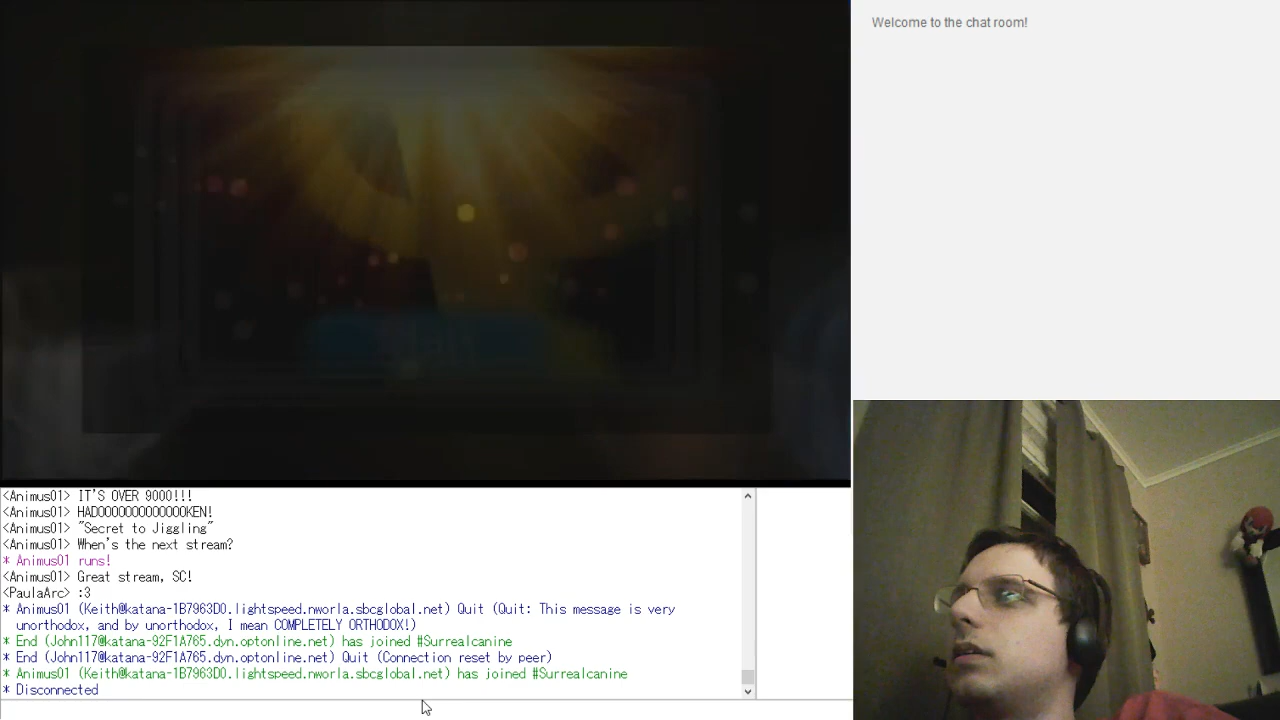 Welcome to the chat room!
<Animus01> IT'S OVER 9000!!!
<Animus01> HADOOOOOOOOOOOOKEN!
<Animus01> "Secret to Jiggling"
<Animus01> When's the next stream?
* Animus01 runs!
<Animus01> Great stream, SC!
<PaulaArc> :3
* Animus01 (Keith@katana-1B7963D0.lightspeed.nworla.sbcglobal.net) Quit (Quit: This message is very
unorthodox, and by unorthodox, I mean COMPLETELY ORTHODOX!)
* End (John117@katana-92F1A765.dyn.optonline.net) has joined #Surrealcanine
* End (John117@katana-92F1A765.dyn.optonline.net) Quit (Connection reset by peer)
* Animus01 (Keith@katana-1B7963D0.lightspeed.nworla.sbcglobal.net) has joined #Surrealcanine
* Disconnected